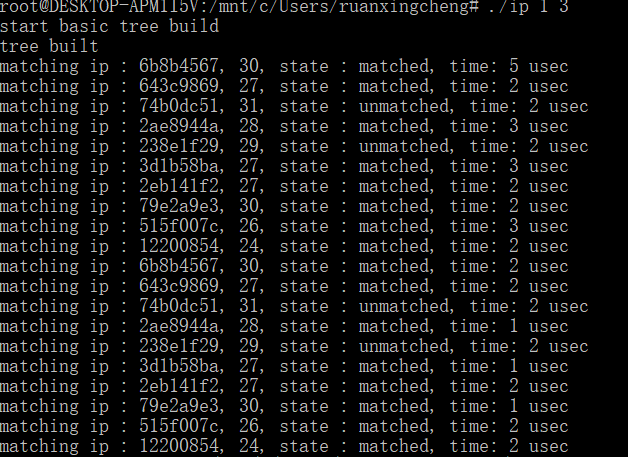 root@DESKTOP-APM1I5V:/mnt/c/Users/ruanxingcheng# ./ip 1 3
start basic tree build
tree built
matching ip : 6b8b4567, 30, state : matched, time: 5 usec
matching ip : 643c9869, 27, state : matched, time: 2 usec
matching ip : 74b0dc51, 31, state : unmatched, time: 2 usec
matching ip : 2ae8944a, 28, state : matched, time: 3 usec
matching ip : 238e1f29, 29, state : unmatched, time: 2 usec
matching ip : 3d1b58ba, 27, state : matched, time: 3 usec
matching ip : 2eb141f2, 27, state : matched, time: 2 usec
matching ip : 79e2a9e3, 30, state : matched, time: 2 usec
matching ip : 515f007c, 26, state : matched, time: 3 usec
matching ip : 12200854, 24, state : matched, time: 2 usec
matching ip : 6b8b4567, 30, state : matched, time: 2 usec
matching ip : 643c9869, 27, state : matched, time: 2 usec
matching ip : 74b0dc51, 31, state : unmatched, time: 2 usec
matching ip : 2ae8944a, 28, state : matched, time: 1 usec
matching ip : 238e1f29, 29, state : unmatched, time: 2 usec
matching ip : 3d1b58ba, 27, state : matched, time: 1 usec
matching ip : 2eb141f2, 27, state : matched, time: 2 usec
matching ip : 79e2a9e3, 30, state : matched, time: 1 usec
matching ip : 515f007c, 26, state : matched, time: 2 usec
matching ip : 12200854, 24, state : matched, time: 2 usec